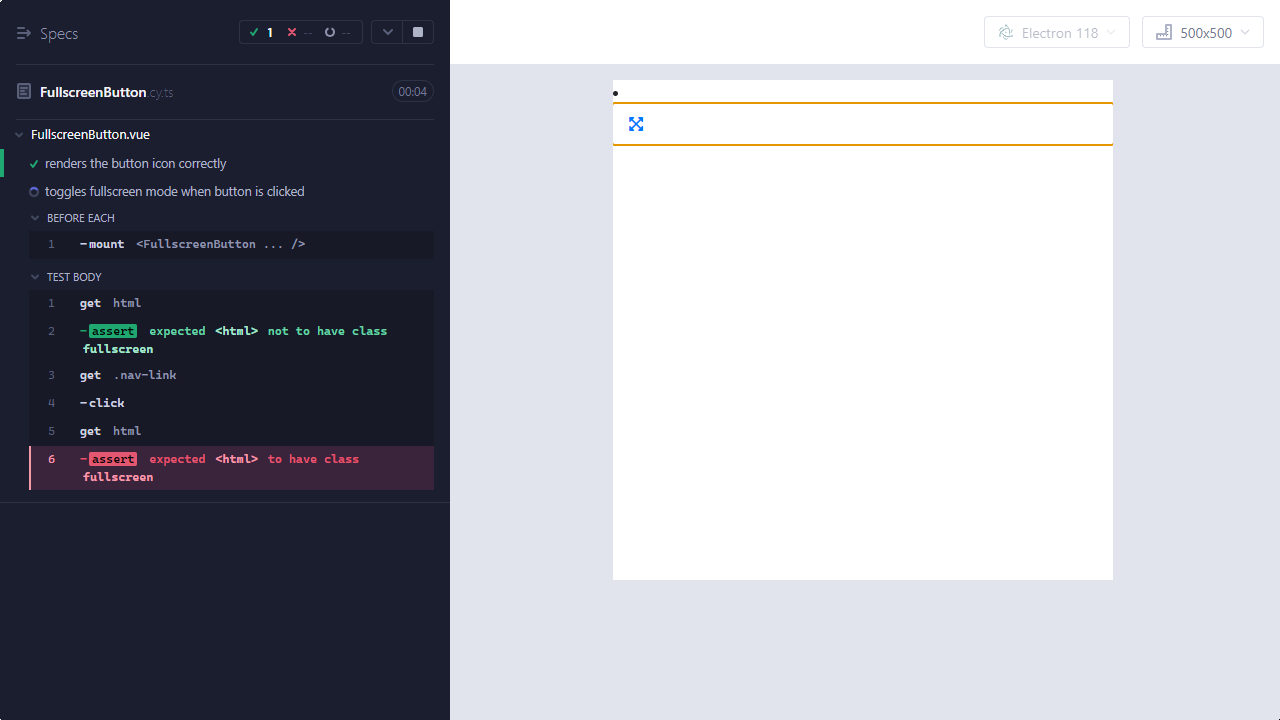 Specs
1 -- --
Electron 118
500x500
FullscreenButton.cy.ts
00:04
FullscreenButton.vue
renders the button icon correctly
toggles fullscreen mode when button is clicked
BEFORE EACH
1 -mount <FullscreenButton ... />
TEST BODY
1 get html
2 -assert expected <html> not to have class
fullscreen
3 get .nav-link
4 -click
5 get html
6 -assert expected <html> to have class
fullscreen